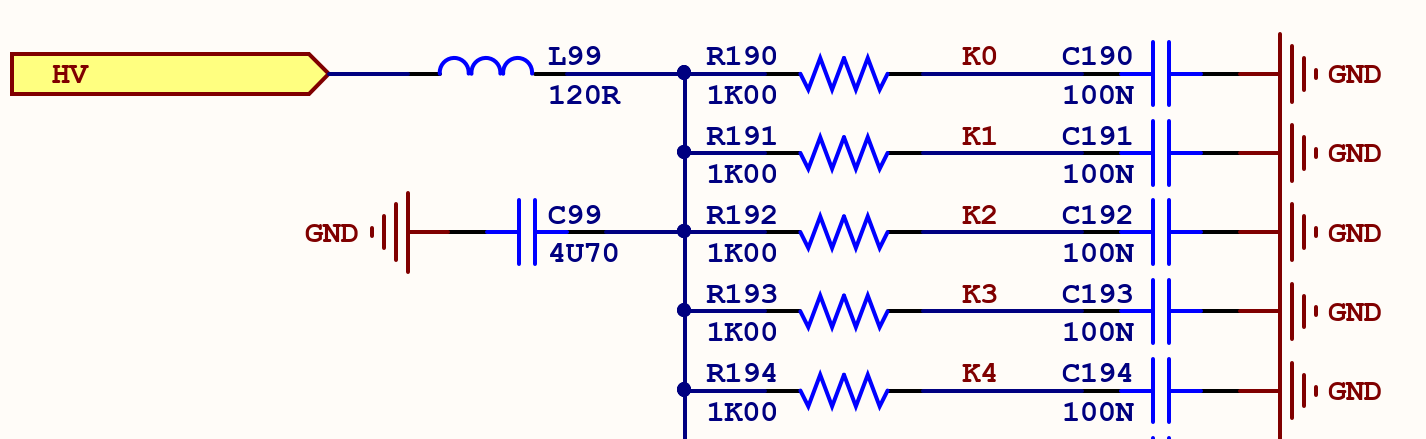 L99 R190 K0 C190
HV GND
120R 1K00 100N
R191 K1 C191
GND
1K00 100N
C99 R192 K2 C192
GND GND
4U70 1K00 100N
R193 K3 C193
GND
1K00 100N
R194 K4 C194
GND
1K00 100N